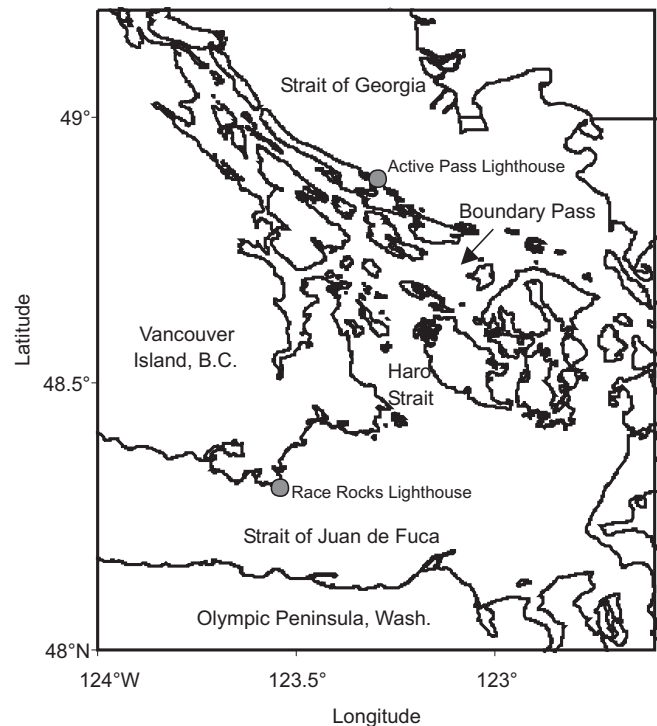 Strait of Georgia
49°
Active Pass Lighthouse
Boundary Pass
Latitude
Vancouver
Island, B.C.
Haro
Strait
48.5°
Race Rocks Lighthouse
Strait of Juan de Fuca
Olympic Peninsula, Wash.
48°N
124°W
123.5°
123°
Longitude